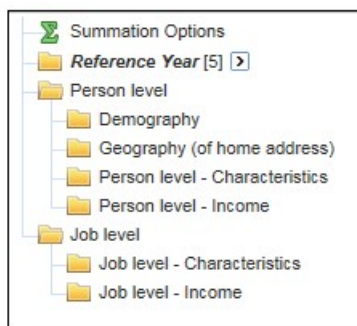 Summation Options
Reference Year [5]
Person level
Demography
Geography (of home address)
Person level - Characteristics
Person level - Income
Job level
Job level - Characteristics
Job level - Income